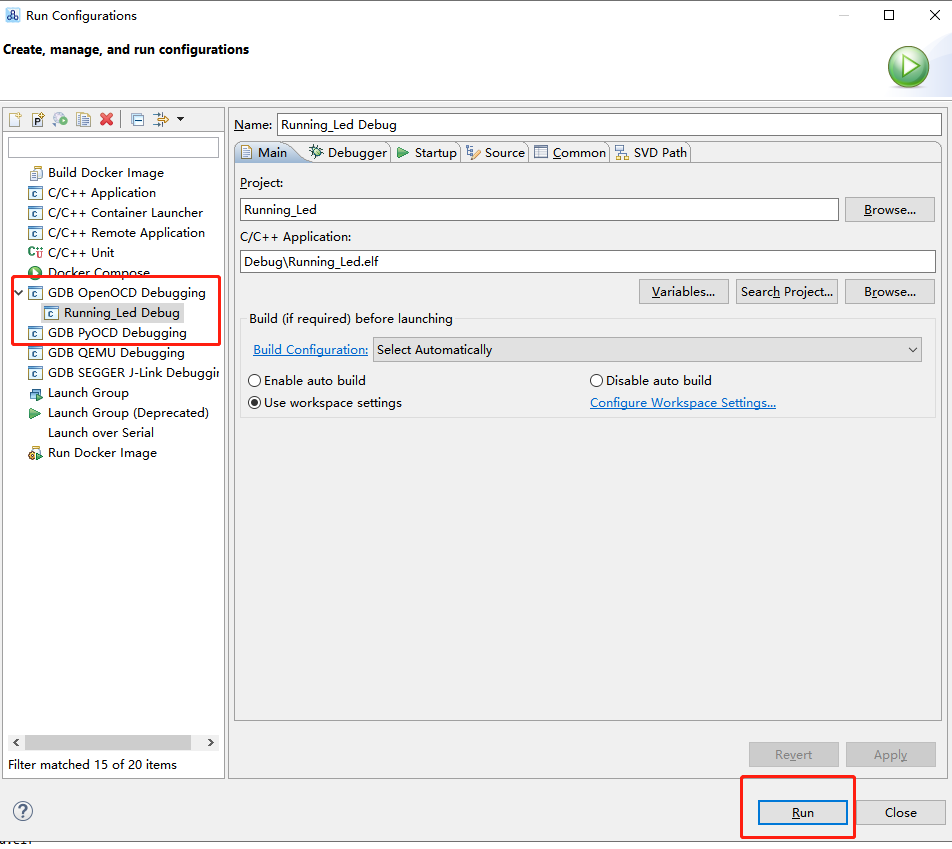 Run Configurations
Create, manage, and run configurations
Name: Running_Led Debug
Main Debugger Startup Source Common SVD Path
Build Docker Image
C/C++ Application
C/C++ Container Launcher
C/C++ Remote Application
C/C++ Unit
Docker Compose
GDB OpenOCD Debugging
Running_Led Debug
GDB PyOCD Debugging
GDB QEMU Debugging
GDB SEGGER J-Link Debuggin
Launch Group
Launch Group (Deprecated)
Launch over Serial
Run Docker Image
Filter matched 15 of 20 items
Project:
Running_Led Browse...
C/C++ Application:
Debug\Running_Led.elf
Variables... Search Project... Browse...
Build (if required) before launching
Build Configuration: Select Automatically
Enable auto build Disable auto build
Use workspace settings Configure Workspace Settings...
Revert Apply
Run Close